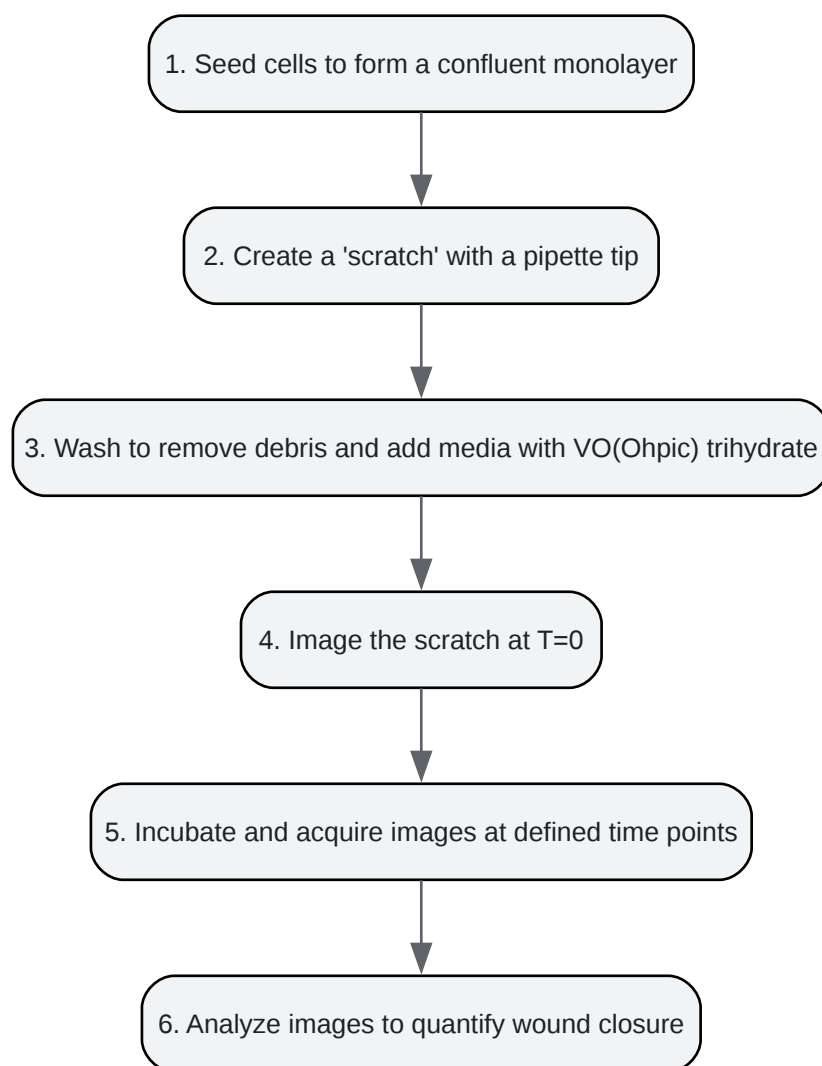 1. Seed cells to form a confluent monolayer
2. Create a 'scratch' with a pipette tip
3. Wash to remove debris and add media with VO(Ohpic) trihydrate
4. Image the scratch at T=0
5. Incubate and acquire images at defined time points
6. Analyze images to quantify wound closure